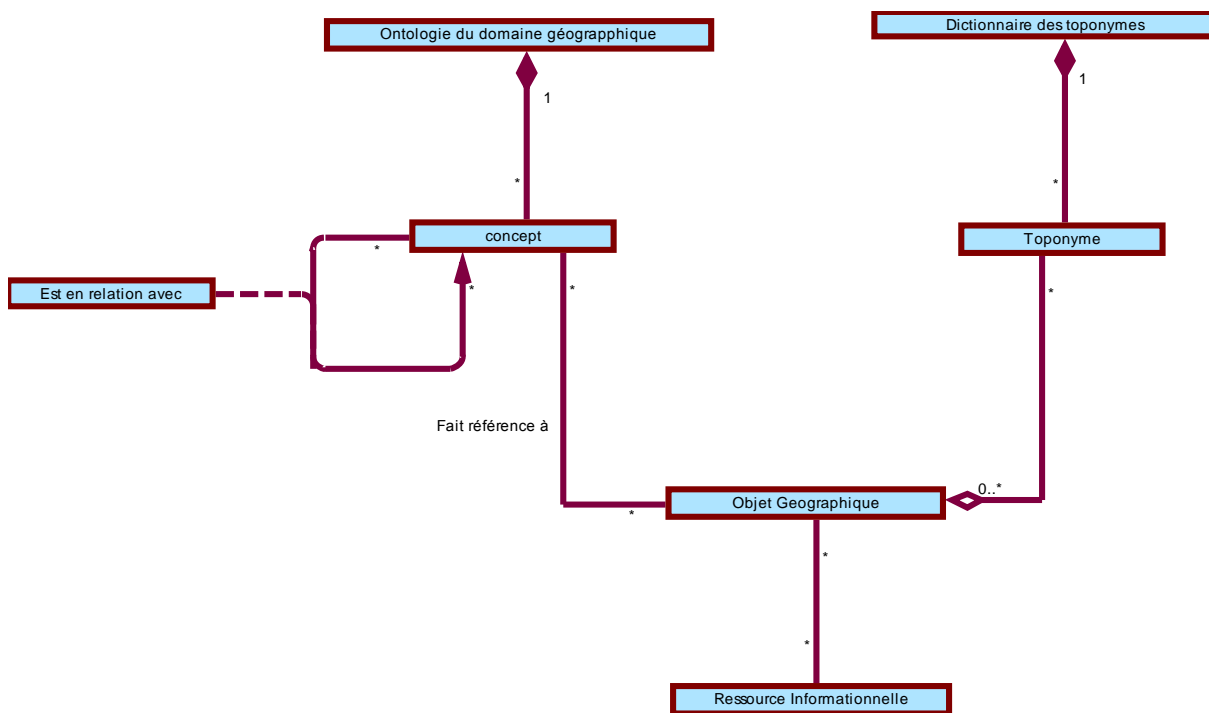 Ontologie du domaine géograpphique
Dictionnaire des toponymes
1
1
*
*
concept
Toponyme
*
Est en relation avec
*
*
*
Fait référence à
0..*
Objet Geographique
*
*
*
Ressource Informationnelle